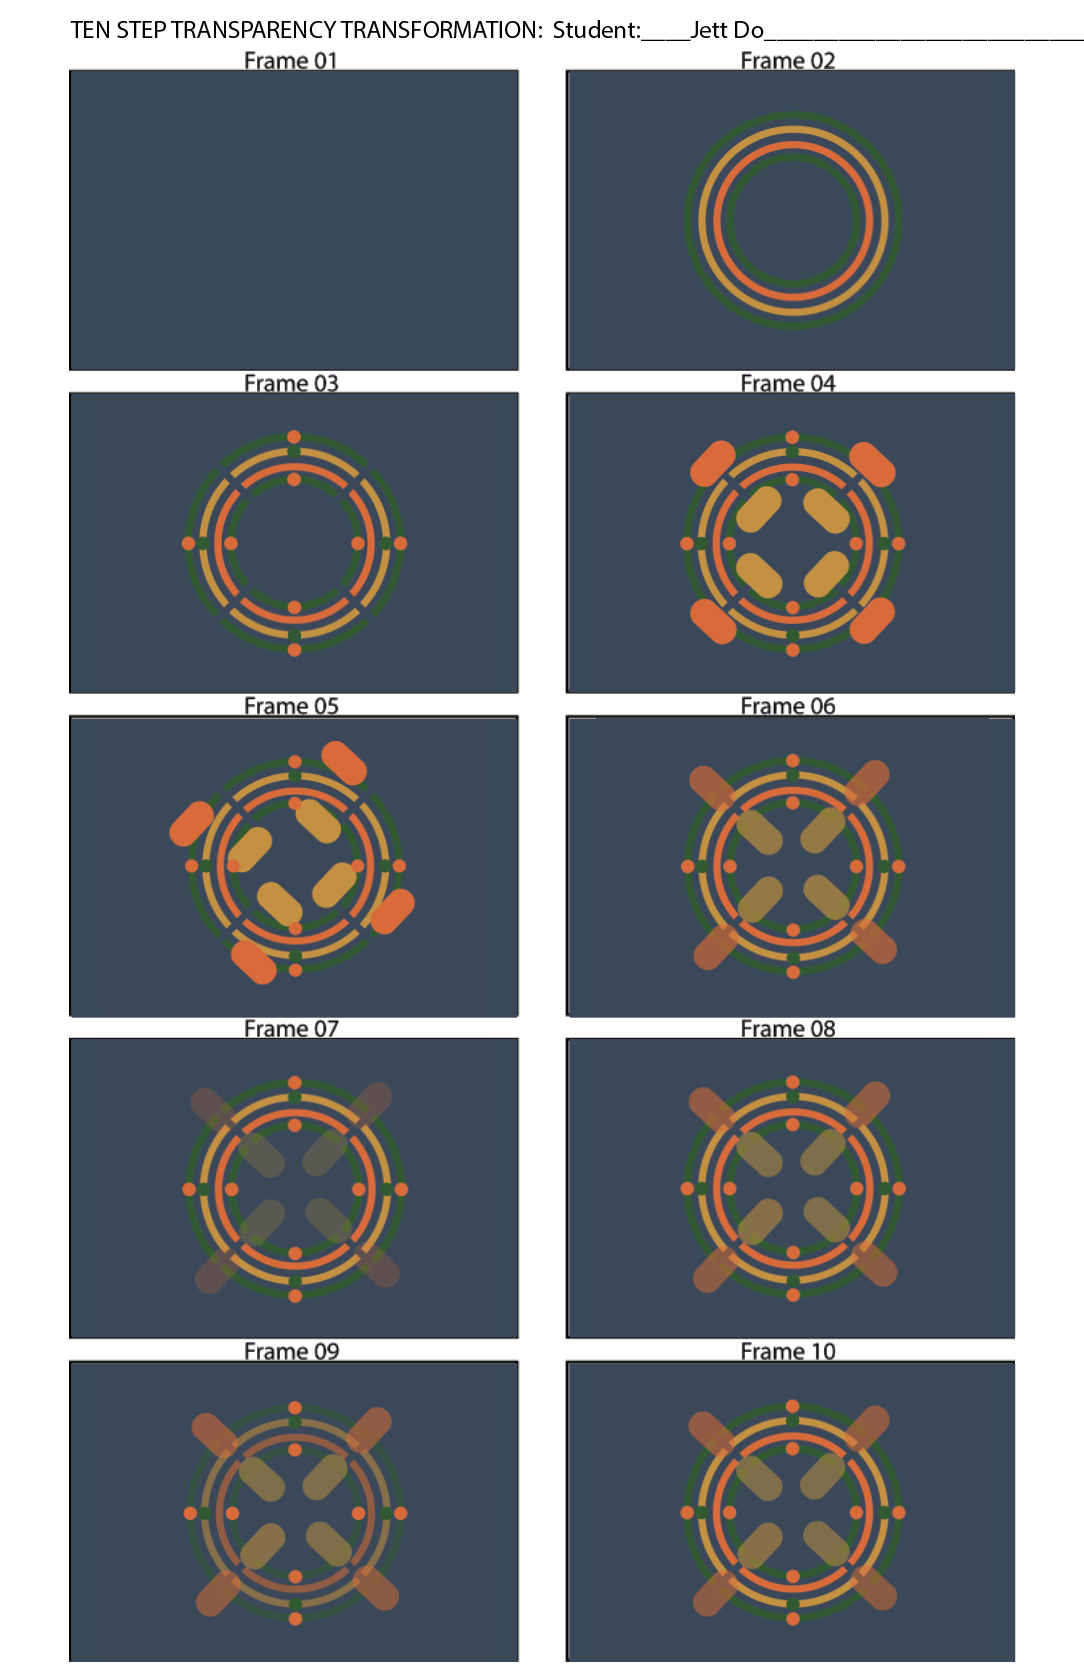 TEN STEP TRANSPARENCY TRANSFORMATION:  Student:____Jett Do__________________________
Frame 01
Frame 02
Frame 03
Frame 04
Frame 05
Frame 06
Frame 07
Frame 08
Frame 09
Frame 10